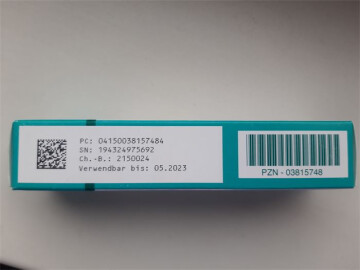 PC: 04150038157484
SN: 194324975692
Ch.-B.: 2150024
Verwendbar bis: 05.2023
PZN - 03815748